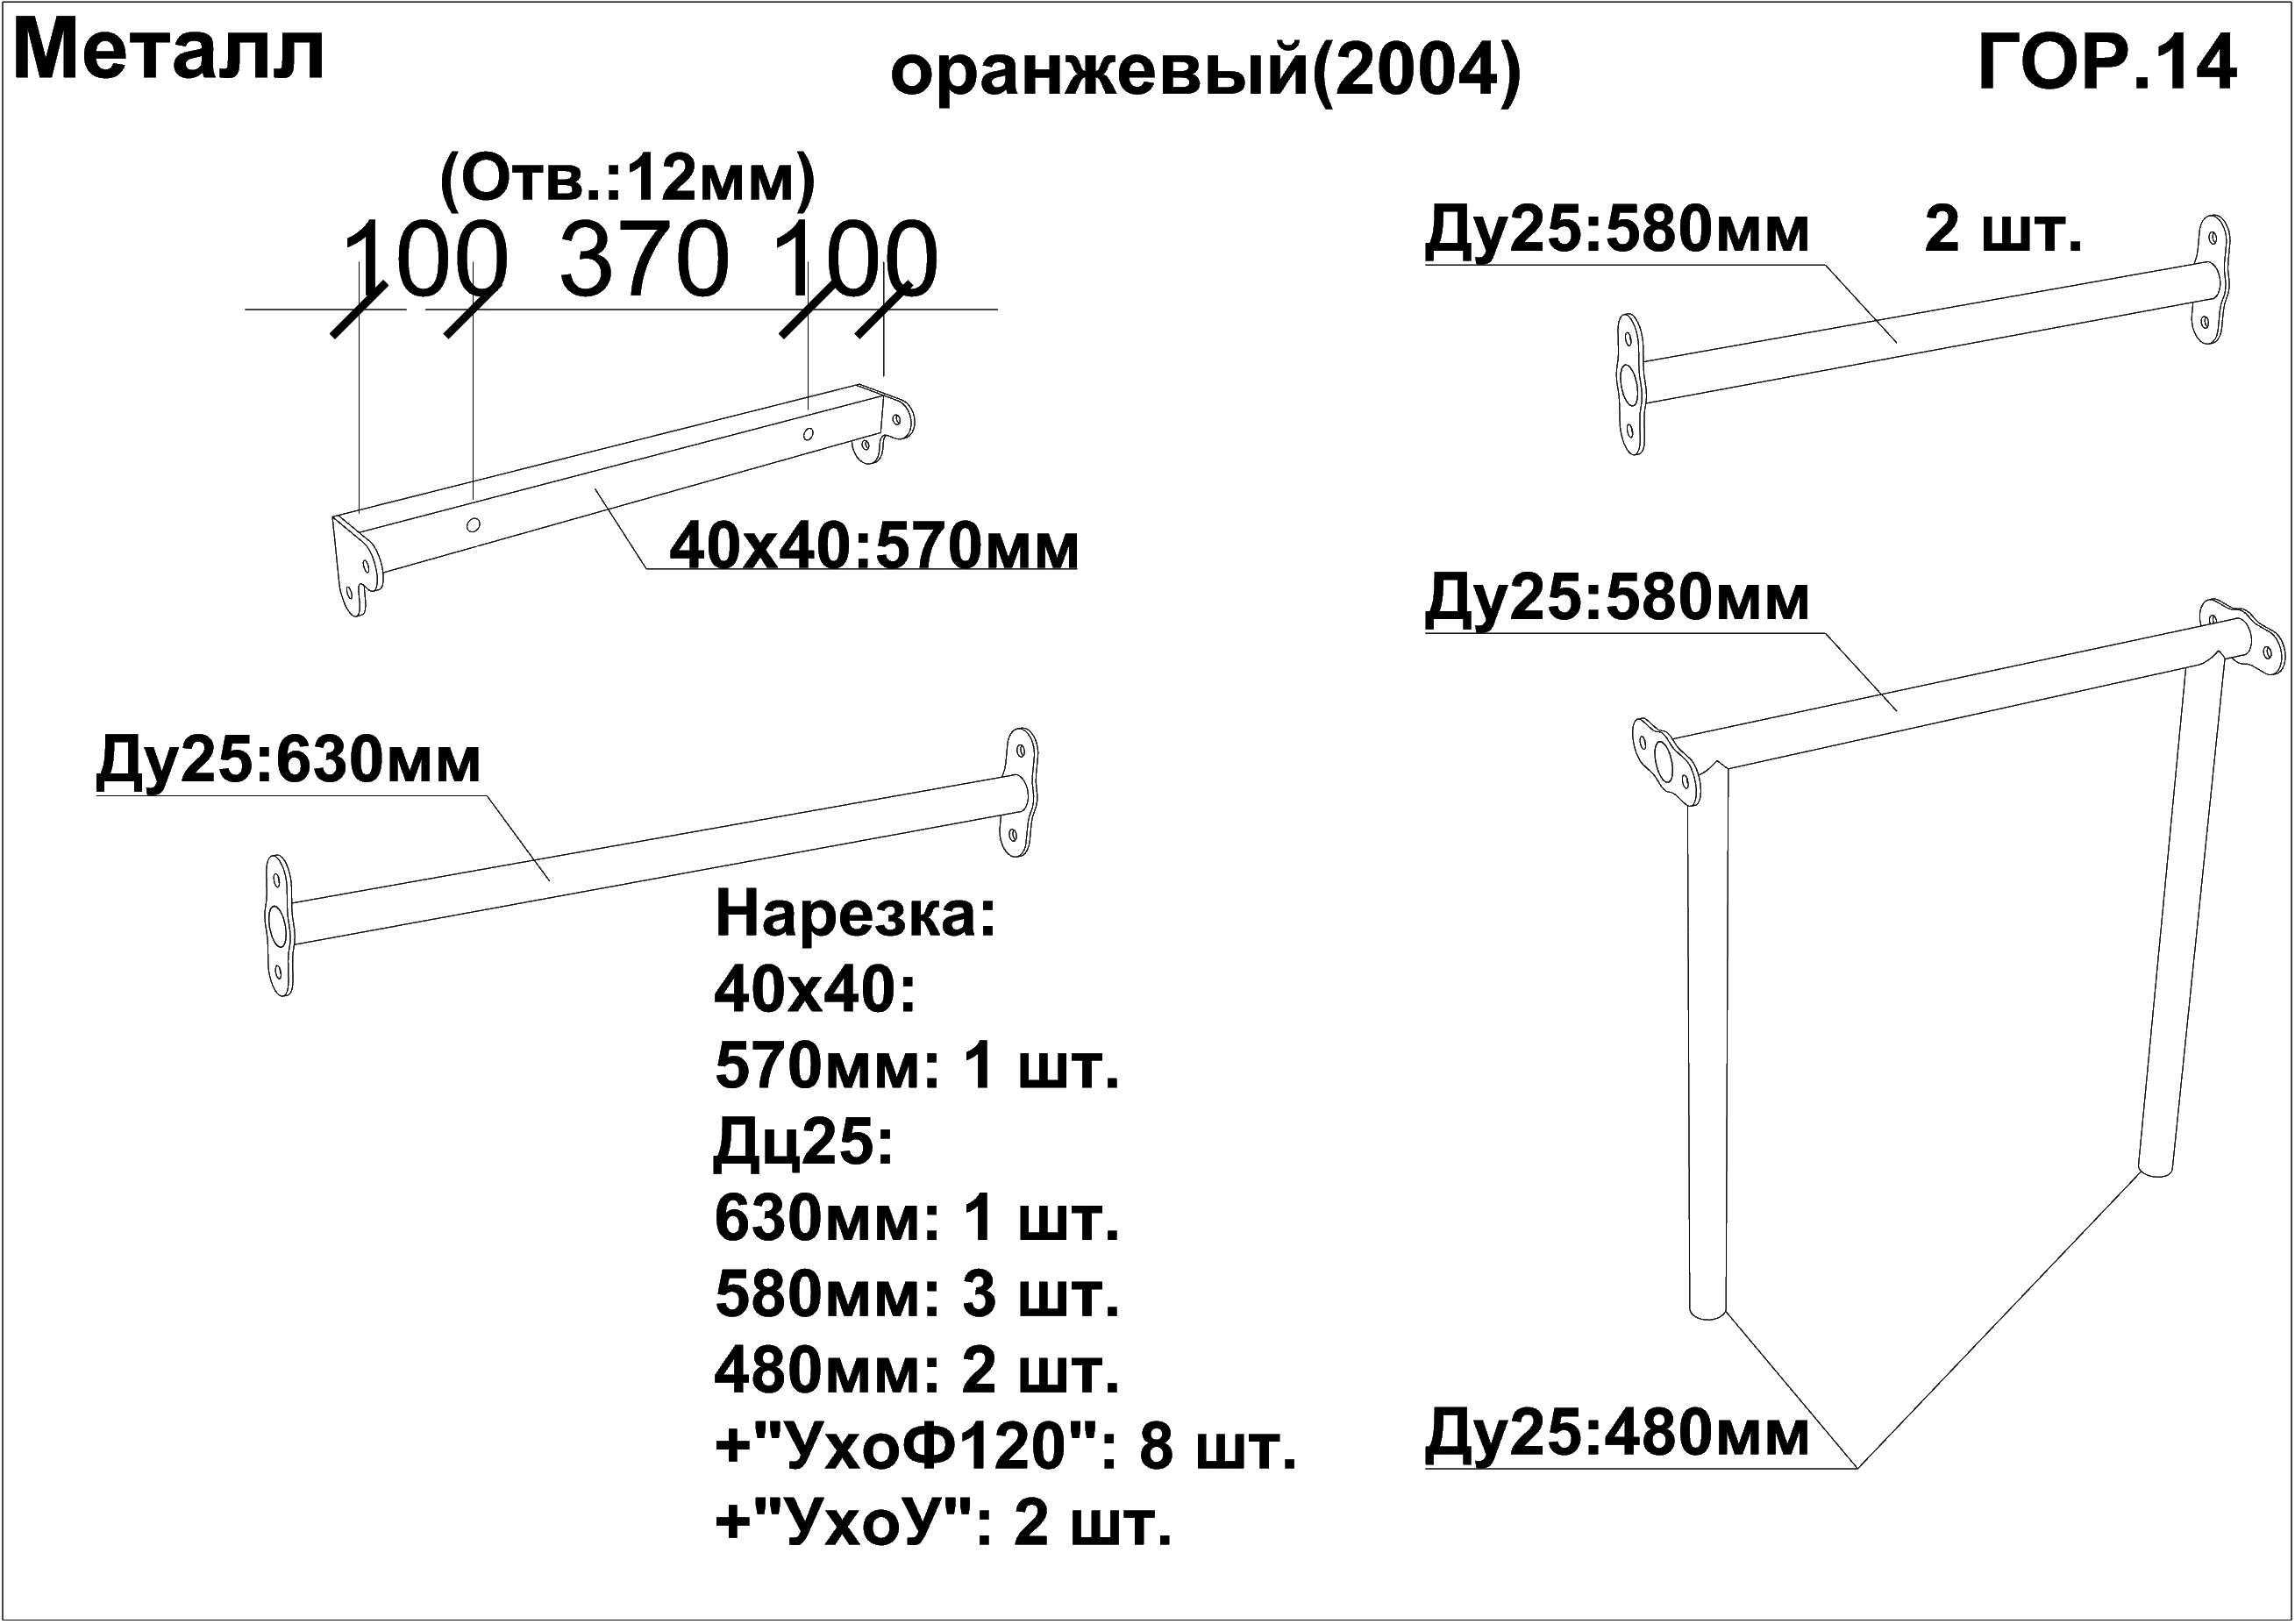 Металл
оранжевый(2004)
ГОР.14
(Отв.:12мм)
100 370 100
40х40:570мм
Ду25:580мм 2 шт.
Ду25:580мм
Ду25:630мм
Нарезка:
40х40:
570мм: 1 шт.
Дц25:
630мм: 1 шт.
580мм: 3 шт.
480мм: 2 шт.
+"УхоФ120": 8 шт.
+"УхоУ": 2 шт.
Ду25:480мм